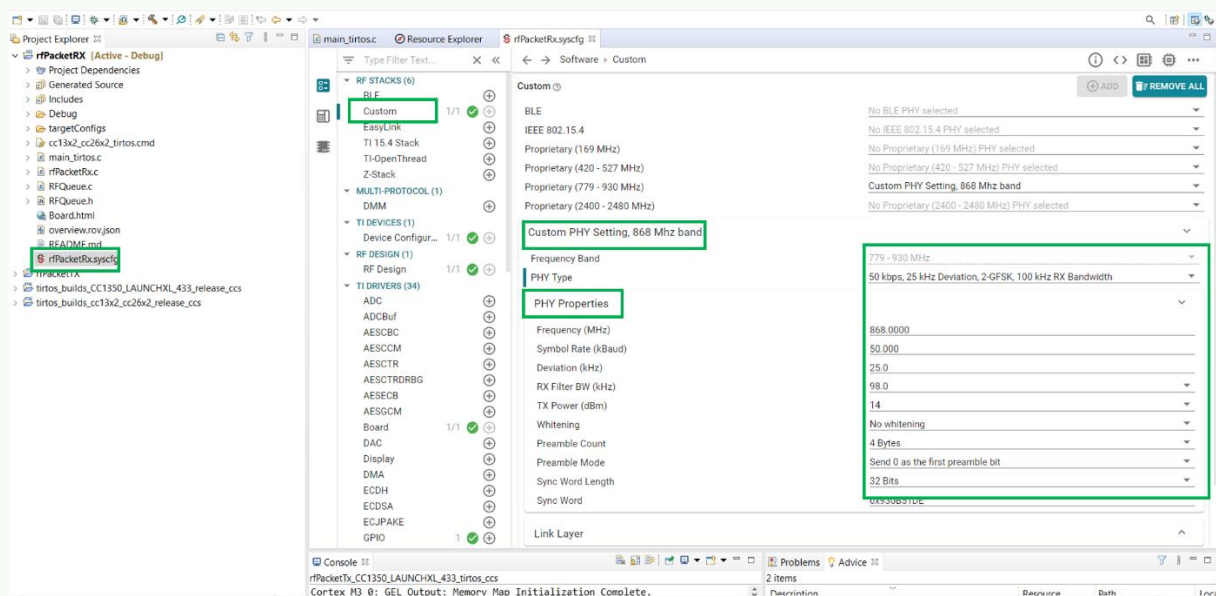 Project Explorer
rfPacketRX [Active - Debug]
Project Dependencies
Generated Source
Includes
Debug
targetConfigs
cc13x2_cc26x2_tirtos.cmd
main_tirtos.c
rfPacketRx.c
RFQueue.c
RFQueue.h
Board.html
overview.rov.json
README.md
rfPacketRx.syscfg
rfPacketTX
tirtos_builds_CC1350_LAUNCHXL_433_release_ccs
tirtos_builds_cc13x2_cc26x2_release_ccs
main_tirtos.c Resource Explorer rfPacketRx.syscfg
Type Filter Text...
RF STACKS (6)
BLE
Custom 1/1
EasyLink
TI 15.4 Stack
TI-OpenThread
Z-Stack
MULTI-PROTOCOL (1)
DMM
TI DEVICES (1)
Device Configur... 1/1
RF DESIGN (1)
RF Design 1/1
TI DRIVERS (34)
ADC
ADCBuf
AESCBC
AESCCM
AESCTR
AESCTRDRBG
AESECB
AESGCM
Board 1/1
DAC
Display
DMA
ECDH
ECDSA
ECJPAKE
GPIO 1
Software › Custom
Custom
ADD REMOVE ALL
BLE No BLE PHY selected
IEEE 802.15.4 No IEEE 802.15.4 PHY selected
Proprietary (169 MHz) No Proprietary (169 MHz) PHY selected
Proprietary (420 - 527 MHz) No Proprietary (420 - 527 MHz) PHY selected
Proprietary (779 - 930 MHz) Custom PHY Setting, 868 Mhz band
Proprietary (2400 - 2480 MHz) No Proprietary (2400 - 2480 MHz) PHY selected
Custom PHY Setting, 868 Mhz band
Frequency Band 779 - 930 MHz
PHY Type 50 kbps, 25 kHz Deviation, 2-GFSK, 100 kHz RX Bandwidth
PHY Properties
Frequency (MHz) 868.0000
Symbol Rate (kBaud) 50.000
Deviation (kHz) 25.0
RX Filter BW (kHz) 98.0
TX Power (dBm) 14
Whitening No whitening
Preamble Count 4 Bytes
Preamble Mode Send 0 as the first preamble bit
Sync Word Length 32 Bits
Sync Word 0x930B51DE
Link Layer
Console
rfPacketTx_CC1350_LAUNCHXL_433_tirtos_ccs
Cortex M3 0: GEL Output: Memory Map Initialization Complete.
Problems Advice
2 items
Description Resource Path Loca